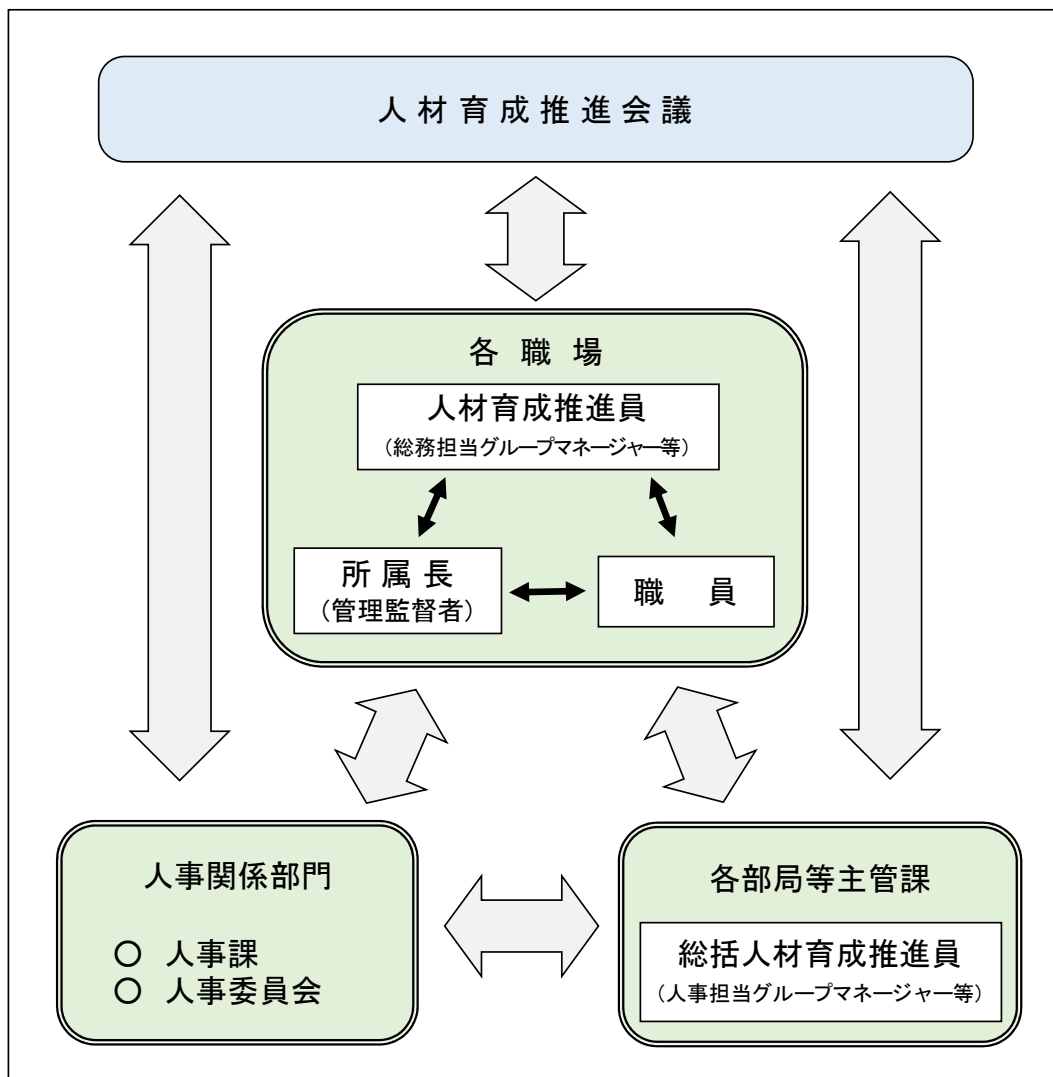 人材育成推進会議
各職場
人材育成推進員
（総務担当グループマネージャー等）
所属長
（管理監督者）
職 員
人事関係部門
○ 人事課
○ 人事委員会
各部局等主管課
総括人材育成推進員
（人事担当グループマネージャー等）